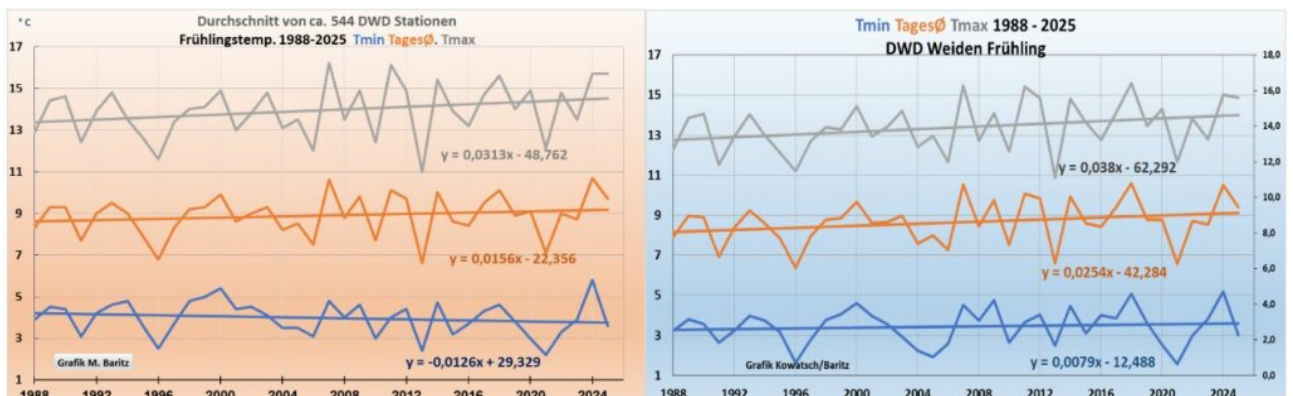 °c
Durchschnitt von ca. 544 DWD Stationen
Frühlingstemp. 1988-2025 Tmin TagesØ. Tmax
17
15
13
11
9
7
5
3
1
y = 0,0313x - 48,762
y = 0,0156x - 22,356
y = -0,0126x + 29,329
Grafik M. Baritz
1988 1992 1996 2000 2004 2008 2012 2016 2020 2024
Tmin TagesØ Tmax 1988 - 2025
DWD Weiden Frühling
17
15
13
11
9
7
5
3
1
18,0
16,0
14,0
12,0
10,0
8,0
6,0
4,0
2,0
0,0
y = 0,038x - 62,292
y = 0,0254x - 42,284
y = 0,0079x - 12,488
Grafik Kowatsch/Baritz
1988 1992 1996 2000 2004 2008 2012 2016 2020 2024